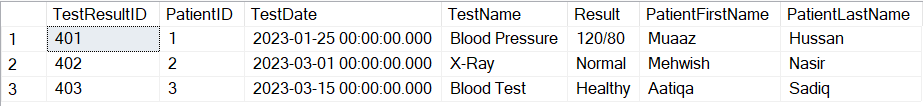 TestResultID PatientID TestDate TestName Result PatientFirstName PatientLastName
1 401 1 2023-01-25 00:00:00.000 Blood Pressure 120/80 Muaaz Hussan
2 402 2 2023-03-01 00:00:00.000 X-Ray Normal Mehwish Nasir
3 403 3 2023-03-15 00:00:00.000 Blood Test Healthy Aatiqa Sadiq